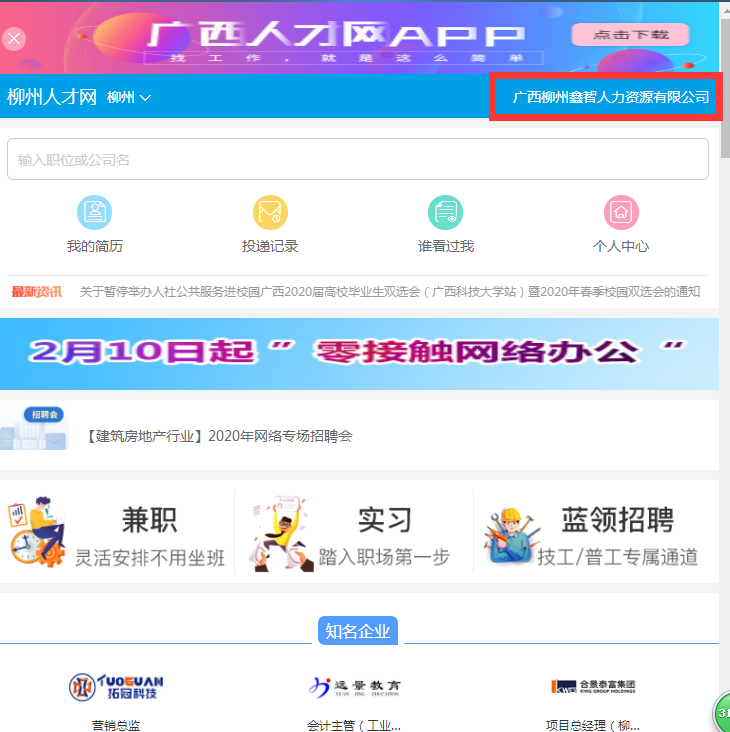 广西人才网APP
找工作，就是这么简单
点击下载
柳州人才网 柳州 广西柳州鑫智人力资源有限公司
输入职位或公司名
我的简历 投递记录 谁看过我 个人中心
最新资讯 关于暂停举办人社公共服务进校园广西2020届高校毕业生双选会（广西科技大学站）暨2020年春季校园双选会的通知
2月10日起 ” 零接触网络办公 “
招聘会
【建筑房地产行业】2020年网络专场招聘会
兼职 实习 蓝领招聘
灵活安排不用坐班 踏入职场第一步 技工/普工专属通道
知名企业
TUOGUAN 拓冠科技
远景教育 YUAN JING EDUCATION
KWG 合景泰富集团 KWG GROUP HOLDINGS
营销总监 会计主管（工业... 项目总经理（柳...
31